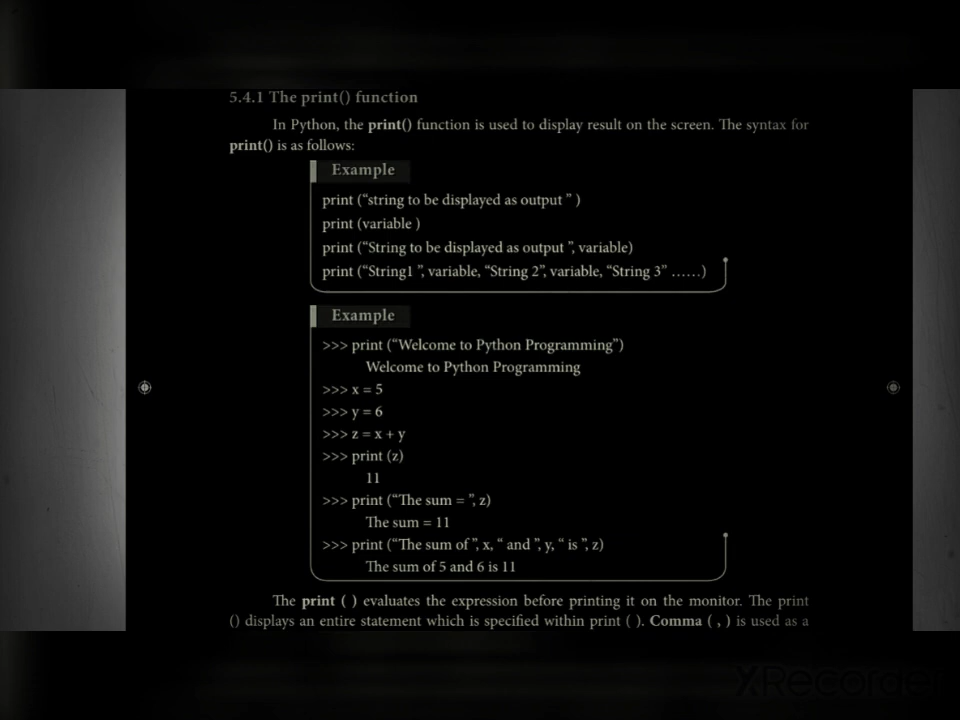 5.4.1 The print() function
In Python, the print() function is used to display result on the screen. The syntax for
print() is as follows:
Example
print (“string to be displayed as output ” )
print (variable )
print (“String to be displayed as output ”, variable)
print (“String1 ”, variable, “String 2”, variable, “String 3” ……)
Example
>>> print (“Welcome to Python Programming”)
Welcome to Python Programming
>>> x = 5
>>> y = 6
>>> z = x + y
>>> print (z)
11
>>> print (“The sum = ”, z)
The sum = 11
>>> print (“The sum of ”, x, “ and ”, y, “ is ”, z)
The sum of 5 and 6 is 11
The print ( ) evaluates the expression before printing it on the monitor. The print
() displays an entire statement which is specified within print ( ). Comma ( , ) is used as a
XRecorder